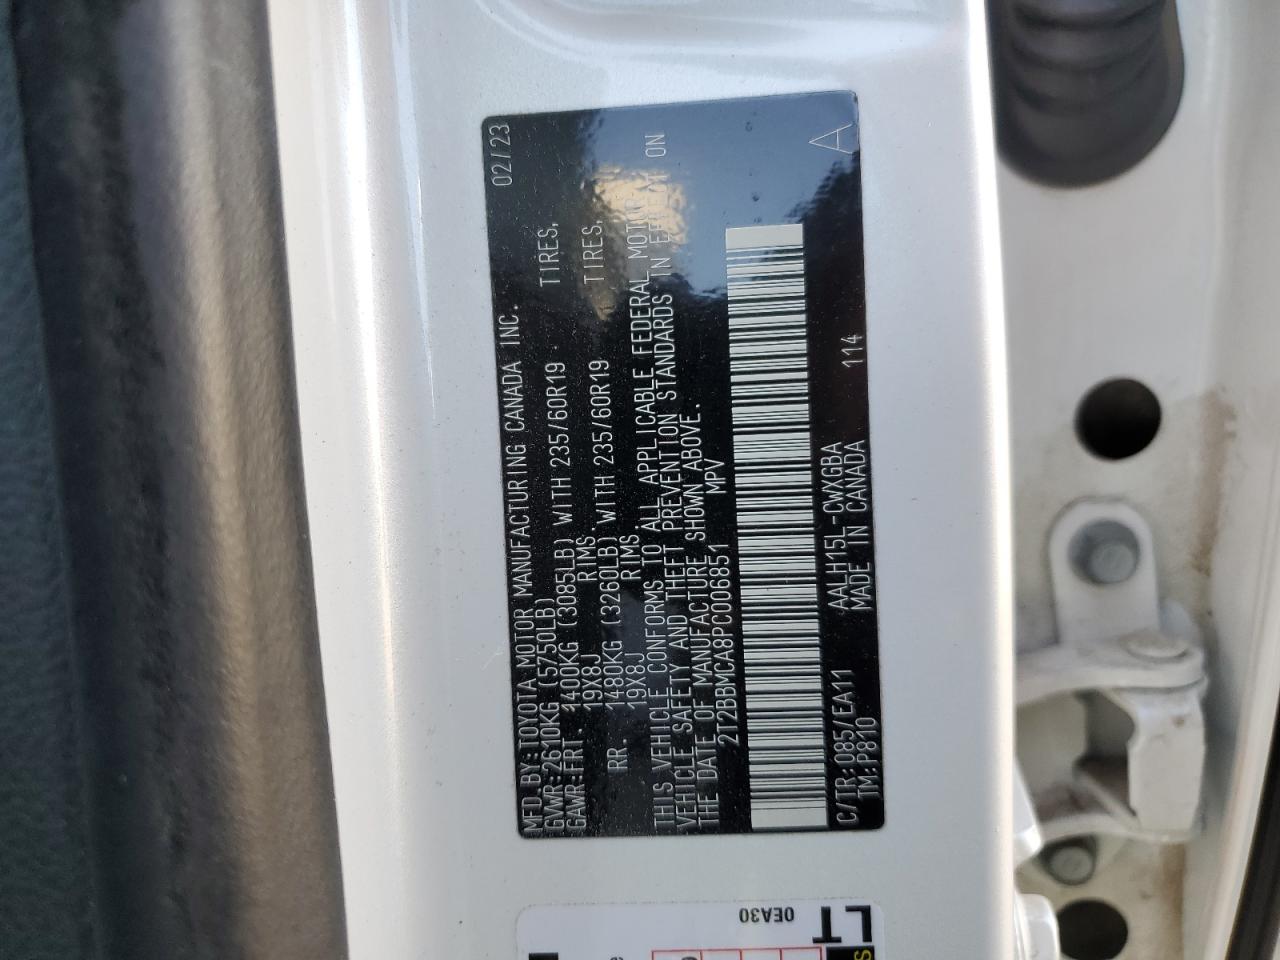 MFD.BY:TOYOTA MOTOR MANUFACTURING CANADA INC. 02/23
GVWR:2610KG (5750LB)
GAWR:FRT. 1400KG (3085LB) WITH 235/60R19 TIRES,
19X8J RIMS
RR 1480KG (3260LB) WITH 235/60R19 TIRES,
19X8J RIMS.
THIS VEHICLE CONFORMS TO ALL APPLICABLE FEDERAL MOTOR
VEHICLE SAFETY AND THEFT PREVENTION STANDARDS IN EFFECT ON
THE DATE OF MANUFACTURE SHOWN ABOVE.
2T2BBMCA8PC006851 MPV
C/TR:085/EA11 AALH15L-CWXGBA 114 A
TM:P810 MADE IN CANADA
0EA30
LT